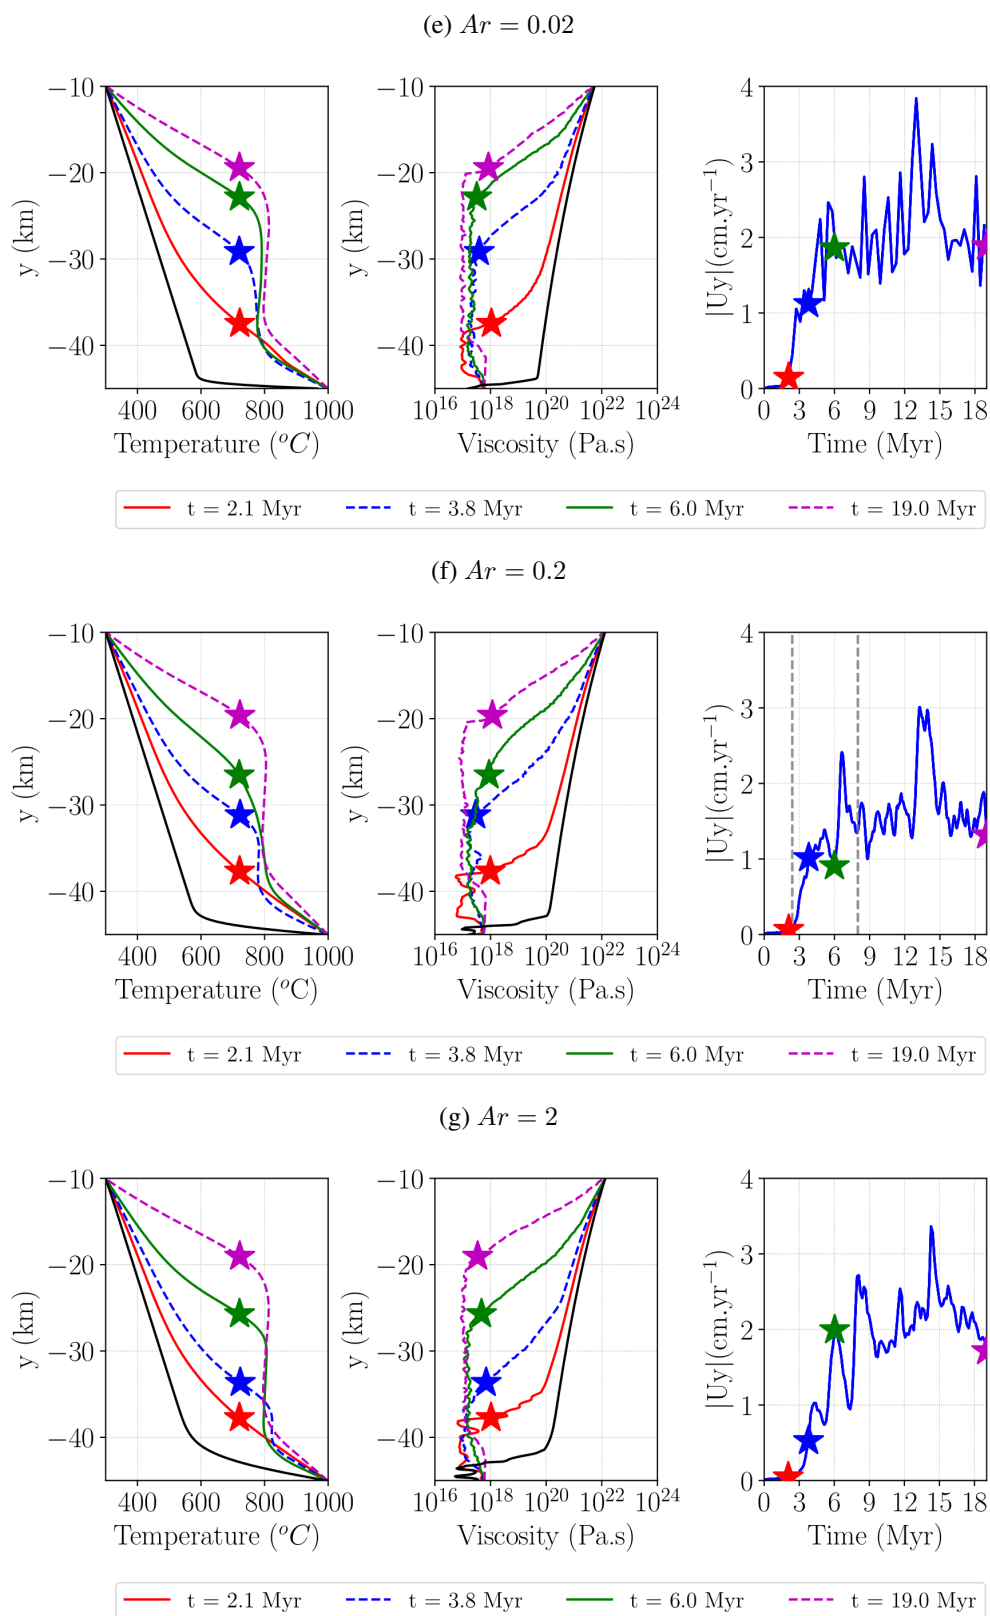 (e) Ar = 0.02
−10
−20
−30
−40
y (km)
400 600 800 1000
Temperature (°C)
−10
−20
−30
−40
y (km)
10^16 10^18 10^20 10^22 10^24
Viscosity (Pa.s)
4
3
2
1
0
|Uy|(cm.yr^−1)
0 3 6 9 12 15 18
Time (Myr)
t = 2.1 Myr t = 3.8 Myr t = 6.0 Myr t = 19.0 Myr
(f) Ar = 0.2
−10
−20
−30
−40
y (km)
400 600 800 1000
Temperature (°C)
−10
−20
−30
−40
y (km)
10^16 10^18 10^20 10^22 10^24
Viscosity (Pa.s)
4
3
2
1
0
|Uy|(cm.yr^−1)
0 3 6 9 12 15 18
Time (Myr)
t = 2.1 Myr t = 3.8 Myr t = 6.0 Myr t = 19.0 Myr
(g) Ar = 2
−10
−20
−30
−40
y (km)
400 600 800 1000
Temperature (°C)
−10
−20
−30
−40
y (km)
10^16 10^18 10^20 10^22 10^24
Viscosity (Pa.s)
4
3
2
1
0
|Uy|(cm.yr^−1)
0 3 6 9 12 15 18
Time (Myr)
t = 2.1 Myr t = 3.8 Myr t = 6.0 Myr t = 19.0 Myr